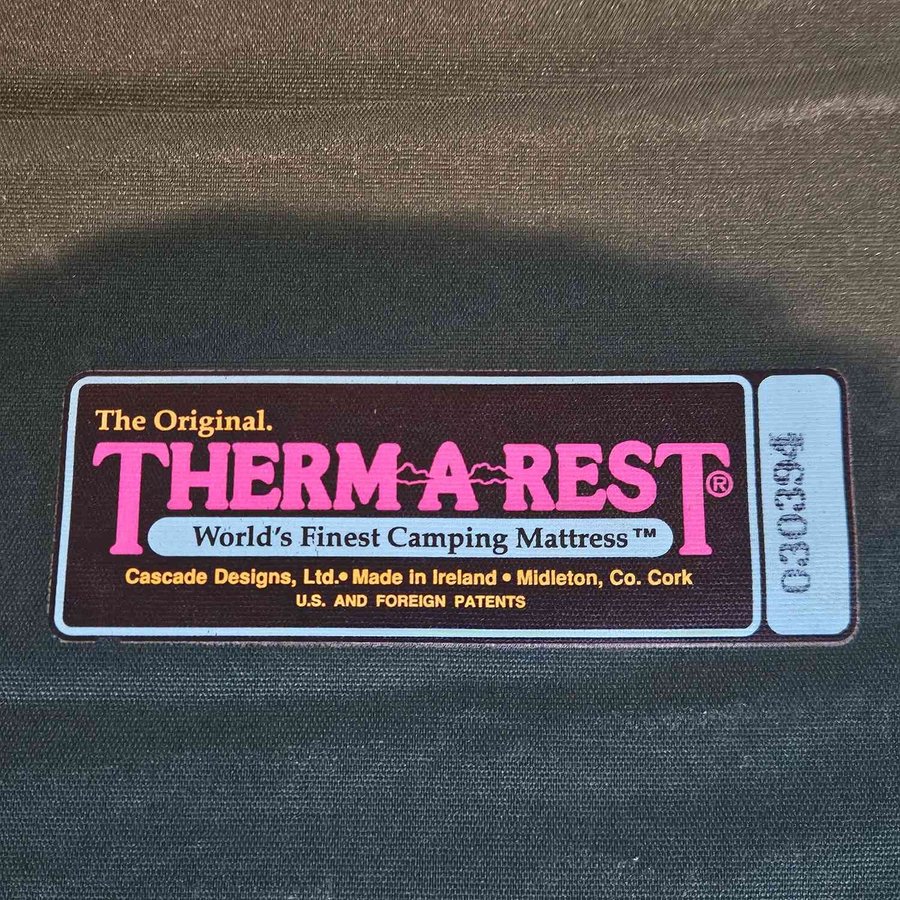 The Original.
THERM-A-REST®
World's Finest Camping Mattress™
Cascade Designs, Ltd.• Made in Ireland • Midleton, Co. Cork
U.S. AND FOREIGN PATENTS
030394